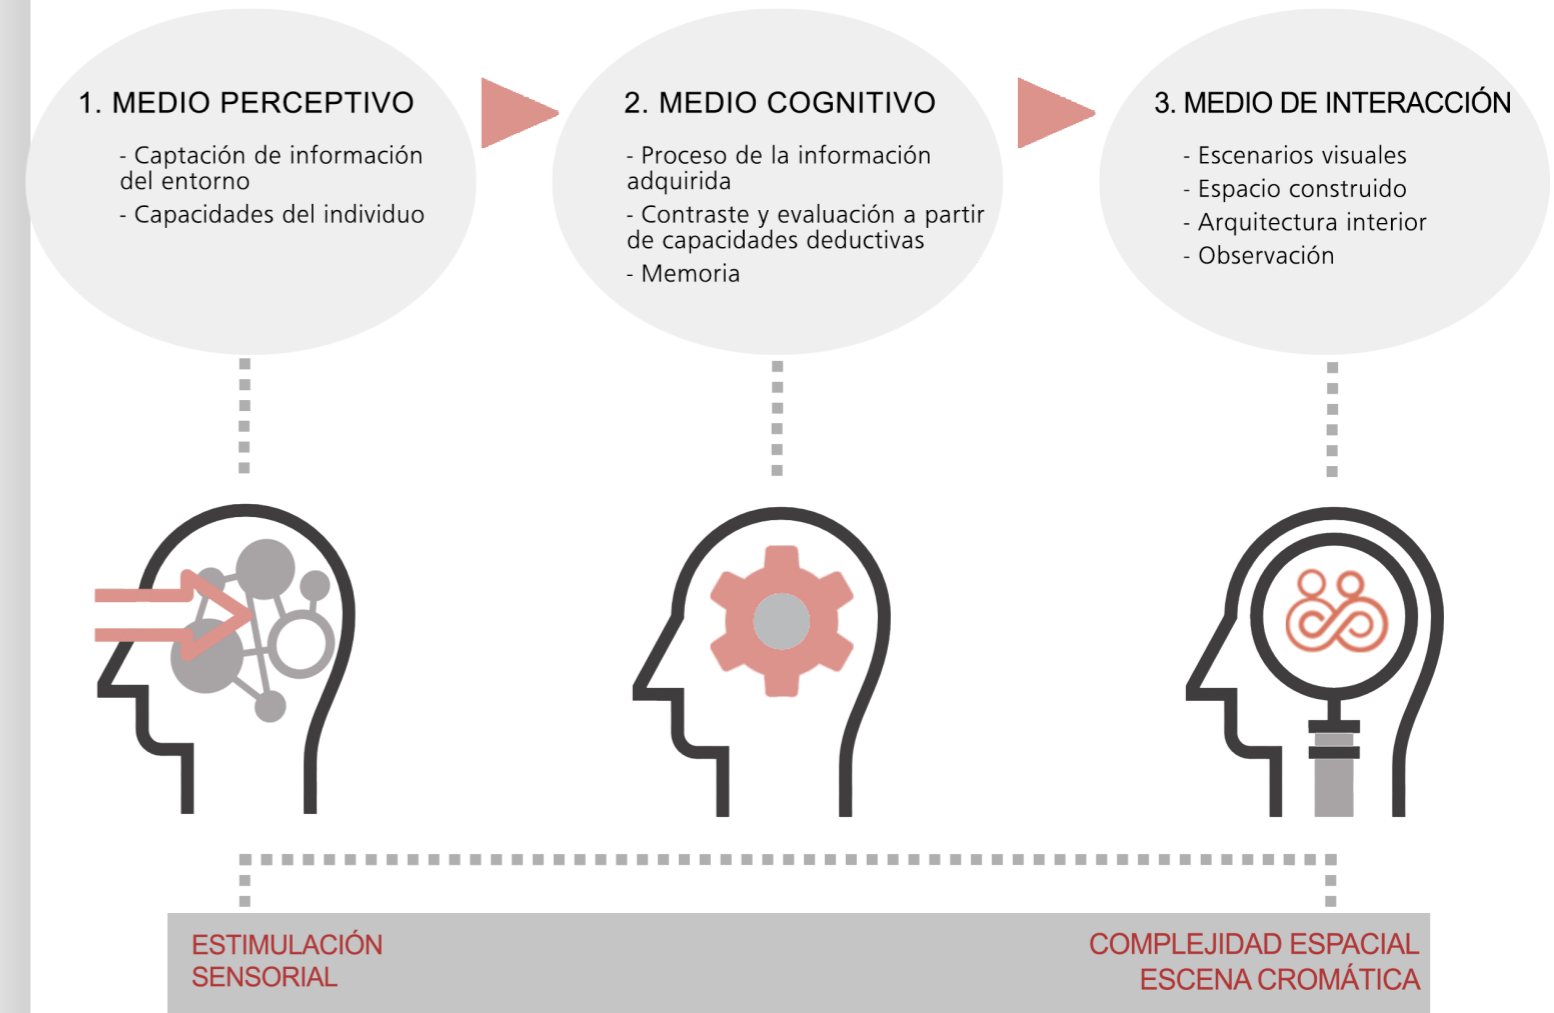 1. MEDIO PERCEPTIVO
- Captación de información
del entorno
- Capacidades del individuo
2. MEDIO COGNITIVO
- Proceso de la información
adquirida
- Contraste y evaluación a partir
de capacidades deductivas
- Memoria
3. MEDIO DE INTERACCIÓN
- Escenarios visuales
- Espacio construido
- Arquitectura interior
- Observación
ESTIMULACIÓN
SENSORIAL
COMPLEJIDAD ESPACIAL
ESCENA CROMÁTICA